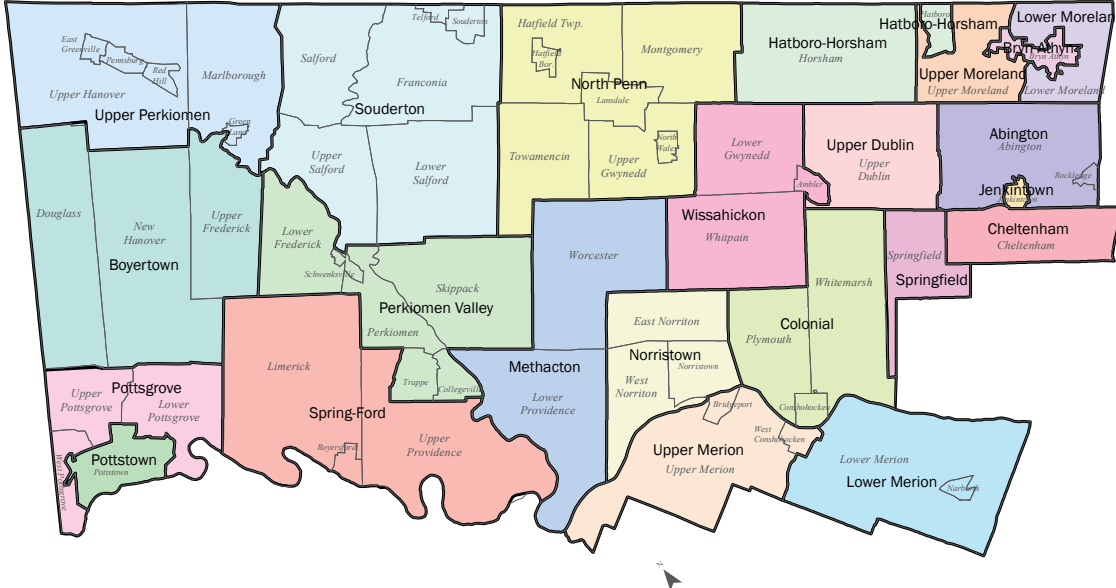 Lower Morelan
Hatboro
Hatboro-Horsham
Telford
Souderton
Hatfield Twp.
East
Greenville
Pennsburg
Red
Hill
Marlborough
Salford
Hatfield
Bor.
Montgomery
Hatboro-Horsham
Horsham
Bryn Athyn
Bryn Athyn
Upper Moreland
Upper Moreland
Lower Moreland
Upper Hanover
Upper Perkiomen
Green
Lane
Franconia
Souderton
North Penn
Lansdale
Upper
Salford
Lower
Salford
Towamencin
Upper
Gwynedd
North
Wales
Lower
Gwynedd
Ambler
Upper Dublin
Upper
Dublin
Abington
Abington
Rockledge
Jenkintown
Jenkintown
Douglass
New
Hanover
Boyertown
Upper
Frederick
Lower
Frederick
Schwenksville
Wissahickon
Whitpain
Worcester
Cheltenham
Cheltenham
Springfield
Springfield
Whitemarsh
Skippack
Perkiomen Valley
Perkiomen
East Norriton
Colonial
Plymouth
Norristown
Norristown
West
Norriton
Limerick
Methacton
Lower
Providence
Trappe
Collegeville
Pottsgrove
Upper
Pottsgrove
Lower
Pottsgrove
Spring-Ford
Bridgeport
Conshohocken
West
Conshohocken
Royersford
Upper
Providence
Upper Merion
Upper Merion
Pottstown
Pottstown
West Pottsgrove
Lower Merion
Lower Merion
Narberth
N